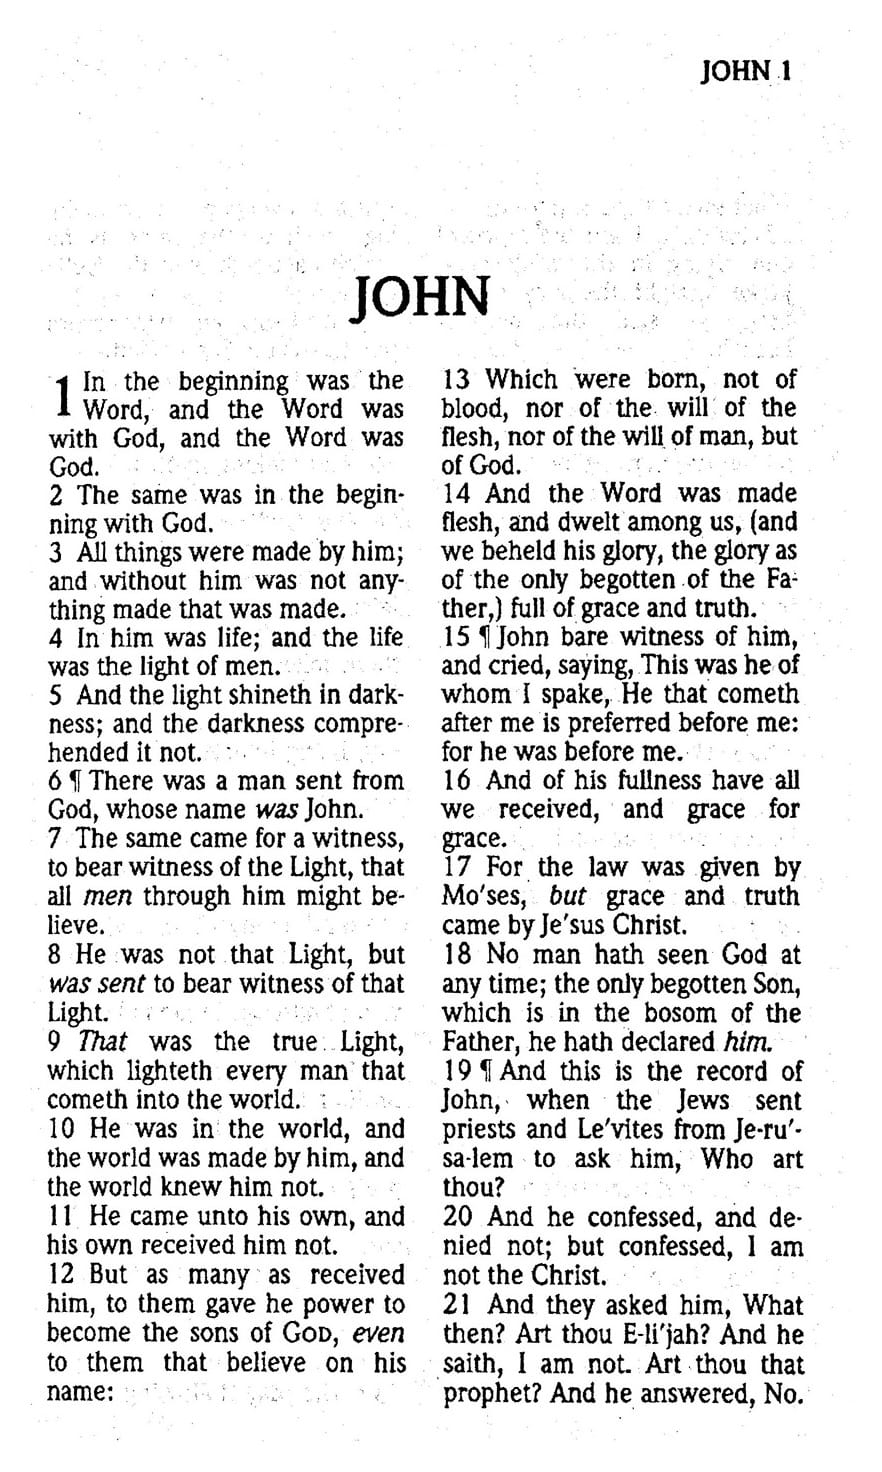 JOHN 1
JOHN
1 In the beginning was the
Word, and the Word was
with God, and the Word was
God.
2 The same was in the begin-
ning with God.
3 All things were made by him;
and without him was not any-
thing made that was made.
4 In him was life; and the life
was the light of men.
5 And the light shineth in dark-
ness; and the darkness compre-
hended it not.
6 ¶ There was a man sent from
God, whose name was John.
7 The same came for a witness,
to bear witness of the Light, that
all men through him might be-
lieve.
8 He was not that Light, but
was sent to bear witness of that
Light.
9 That was the true Light,
which lighteth every man that
cometh into the world.
10 He was in the world, and
the world was made by him, and
the world knew him not.
11 He came unto his own, and
his own received him not.
12 But as many as received
him, to them gave he power to
become the sons of GOD, even
to them that believe on his
name:
13 Which were born, not of
blood, nor of the will of the
flesh, nor of the will of man, but
of God.
14 And the Word was made
flesh, and dwelt among us, (and
we beheld his glory, the glory as
of the only begotten of the Fa-
ther,) full of grace and truth.
15 ¶ John bare witness of him,
and cried, saying, This was he of
whom I spake, He that cometh
after me is preferred before me:
for he was before me.
16 And of his fullness have all
we received, and grace for
grace.
17 For the law was given by
Mo'ses, but grace and truth
came by Je'sus Christ.
18 No man hath seen God at
any time; the only begotten Son,
which is in the bosom of the
Father, he hath declared him.
19 ¶ And this is the record of
John, when the Jews sent
priests and Le'vites from Je-ru'-
sa-lem to ask him, Who art
thou?
20 And he confessed, and de-
nied not; but confessed, I am
not the Christ.
21 And they asked him, What
then? Art thou E-li'jah? And he
saith, I am not. Art thou that
prophet? And he answered, No.